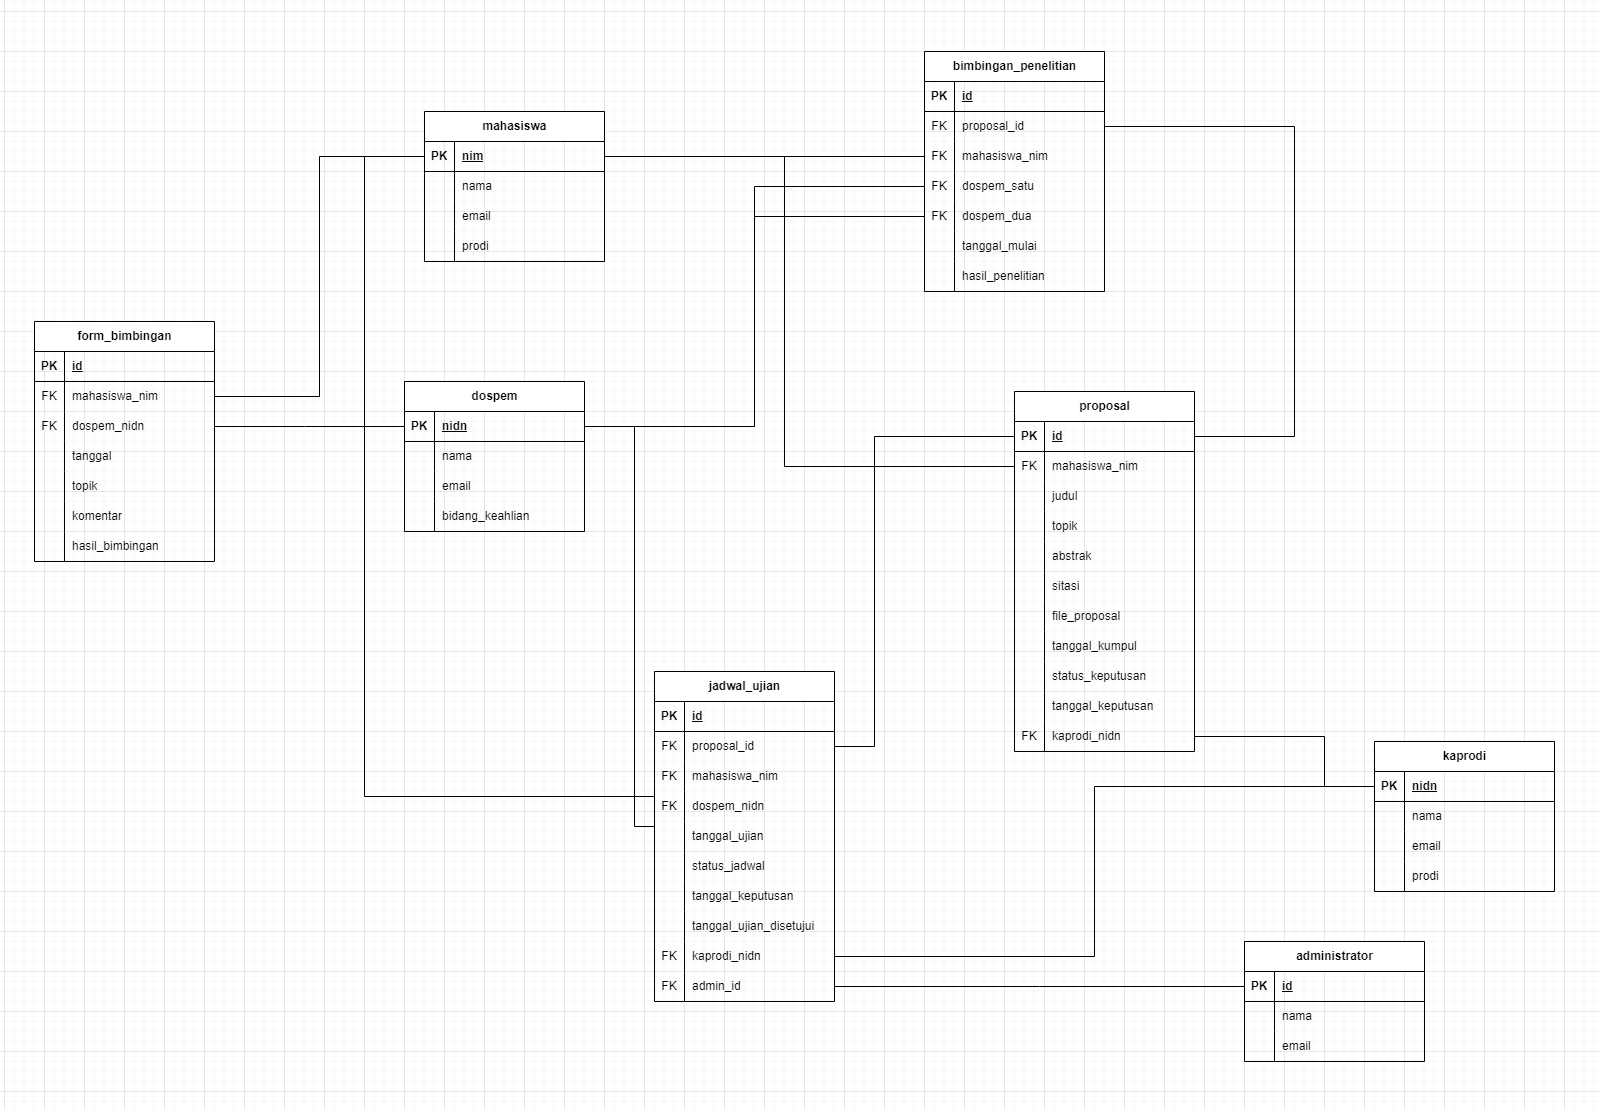 bimbingan_penelitian
PK id
FK proposal_id
FK mahasiswa_nim
FK dospem_satu
FK dospem_dua
tanggal_mulai
hasil_penelitian
mahasiswa
PK nim
nama
email
prodi
form_bimbingan
PK id
FK mahasiswa_nim
FK dospem_nidn
tanggal
topik
komentar
hasil_bimbingan
dospem
PK nidn
nama
email
bidang_keahlian
proposal
PK id
FK mahasiswa_nim
judul
topik
abstrak
sitasi
file_proposal
tanggal_kumpul
status_keputusan
tanggal_keputusan
FK kaprodi_nidn
jadwal_ujian
PK id
FK proposal_id
FK mahasiswa_nim
FK dospem_nidn
tanggal_ujian
status_jadwal
tanggal_keputusan
tanggal_ujian_disetujui
FK kaprodi_nidn
FK admin_id
kaprodi
PK nidn
nama
email
prodi
administrator
PK id
nama
email